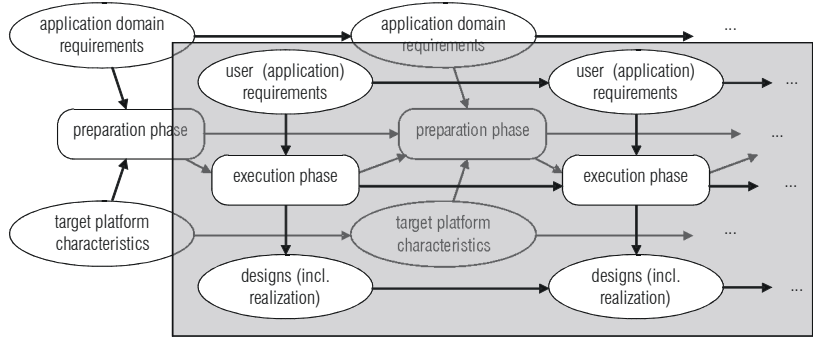 application domain
requirements
application domain
requirements
...
user (application)
requirements
user (application)
requirements
...
preparation phase
preparation phase
...
execution phase
execution phase
...
target platform
characteristics
target platform
characteristics
...
designs (incl.
realization)
designs (incl.
realization)
...